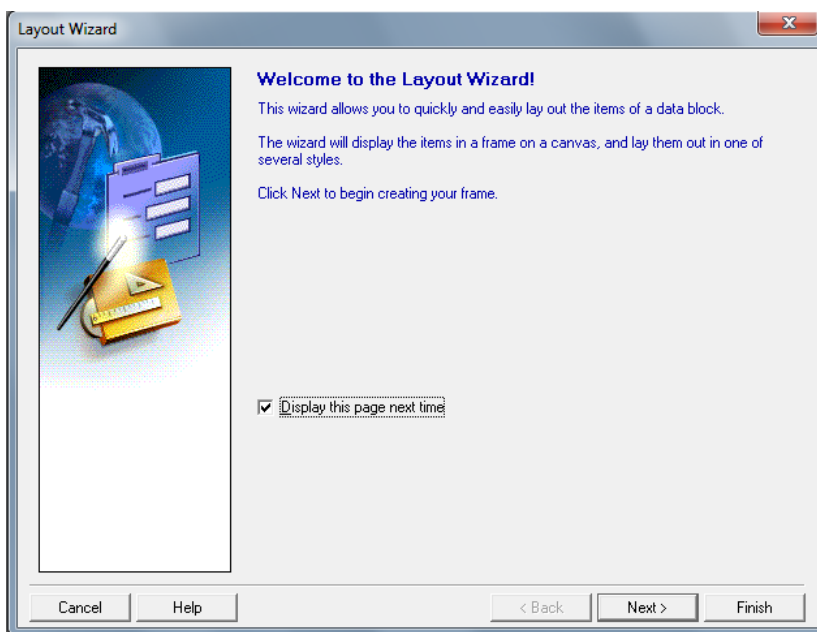 Layout Wizard
Welcome to the Layout Wizard!
This wizard allows you to quickly and easily lay out the items of a data block.
The wizard will display the items in a frame on a canvas, and lay them out in one of
several styles.
Click Next to begin creating your frame.
Display this page next time
Cancel Help < Back Next > Finish